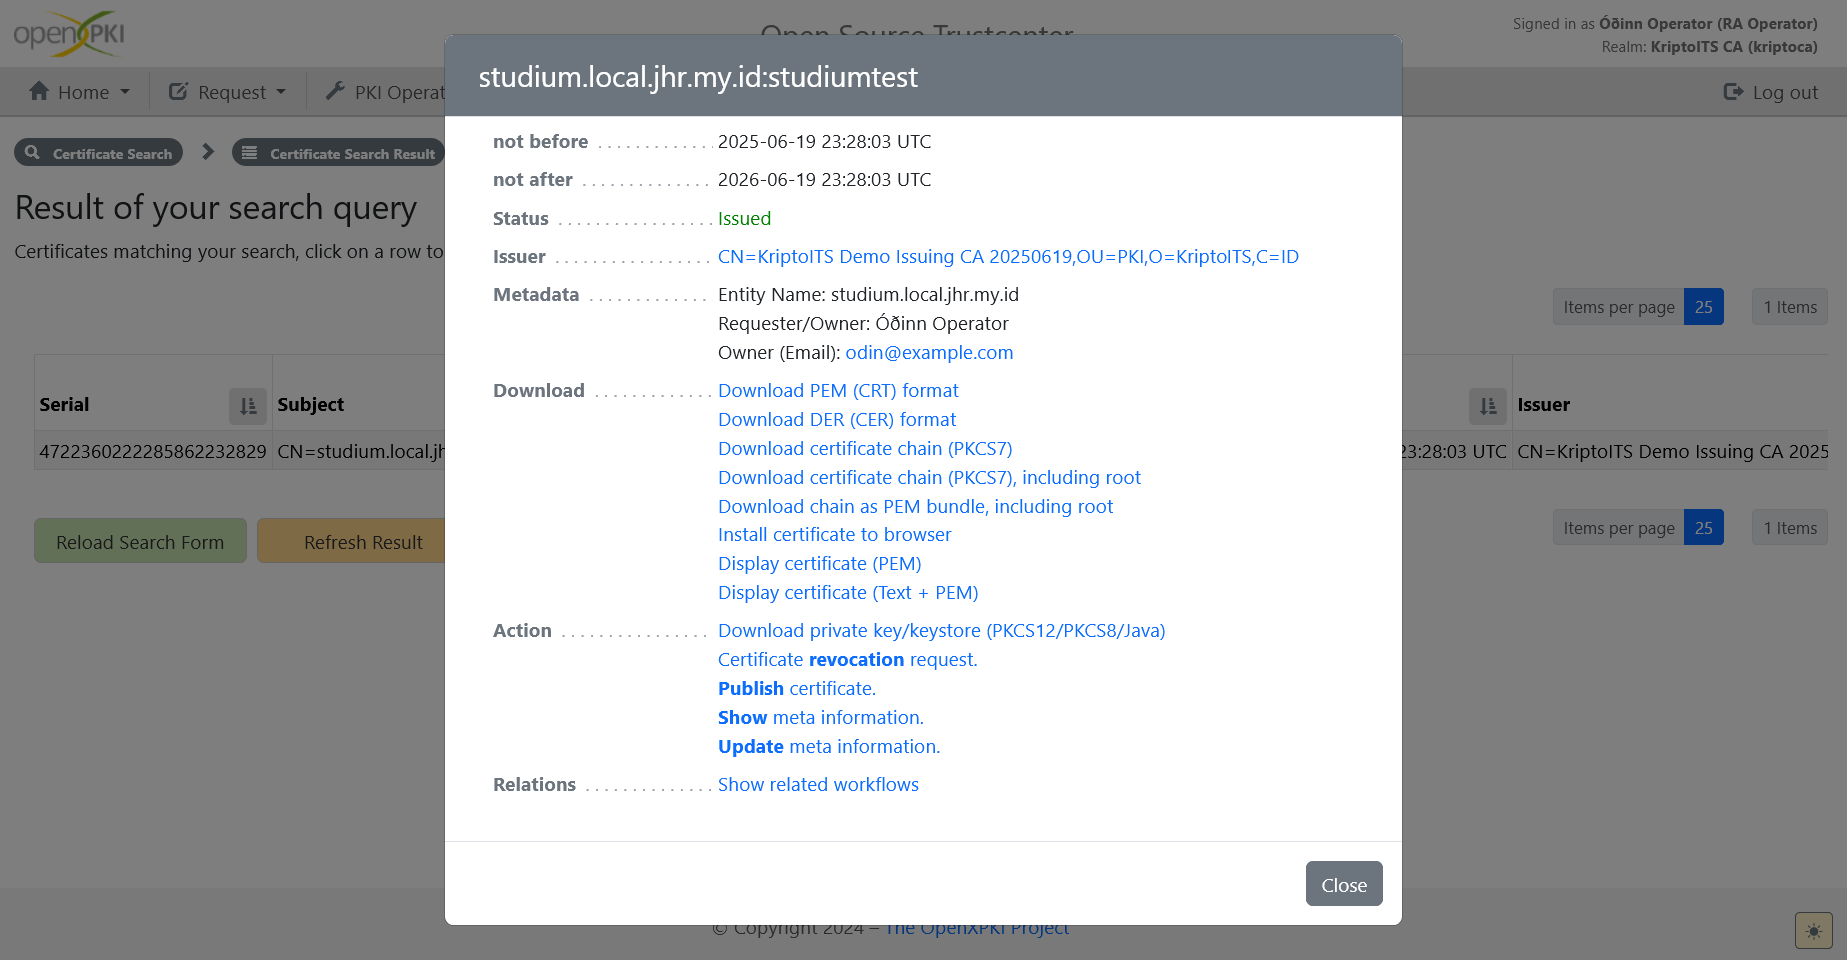 openXPKI
Open Source Trustcenter
Signed in as Óðinn Operator (RA Operator)
Realm: KriptoITS CA (kriptoca)
Home
Request
PKI Operat
Log out
Certificate Search
Certificate Search Result
Result of your search query
Certificates matching your search, click on a row to
Items per page 25
1 Items
Serial
Subject
Issuer
4722360222285862232829
CN=studium.local.jh
23:28:03 UTC
CN=KriptoITS Demo Issuing CA 2025
Reload Search Form
Refresh Result
Items per page 25
1 Items
studium.local.jhr.my.id:studiumtest
not before 2025-06-19 23:28:03 UTC
not after 2026-06-19 23:28:03 UTC
Status Issued
Issuer CN=KriptoITS Demo Issuing CA 20250619,OU=PKI,O=KriptoITS,C=ID
Metadata Entity Name: studium.local.jhr.my.id
Requester/Owner: Óðinn Operator
Owner (Email): odin@example.com
Download Download PEM (CRT) format
Download DER (CER) format
Download certificate chain (PKCS7)
Download certificate chain (PKCS7), including root
Download chain as PEM bundle, including root
Install certificate to browser
Display certificate (PEM)
Display certificate (Text + PEM)
Action Download private key/keystore (PKCS12/PKCS8/Java)
Certificate revocation request.
Publish certificate.
Show meta information.
Update meta information.
Relations Show related workflows
Close
© Copyright 2024 – The OpenXPKI Project